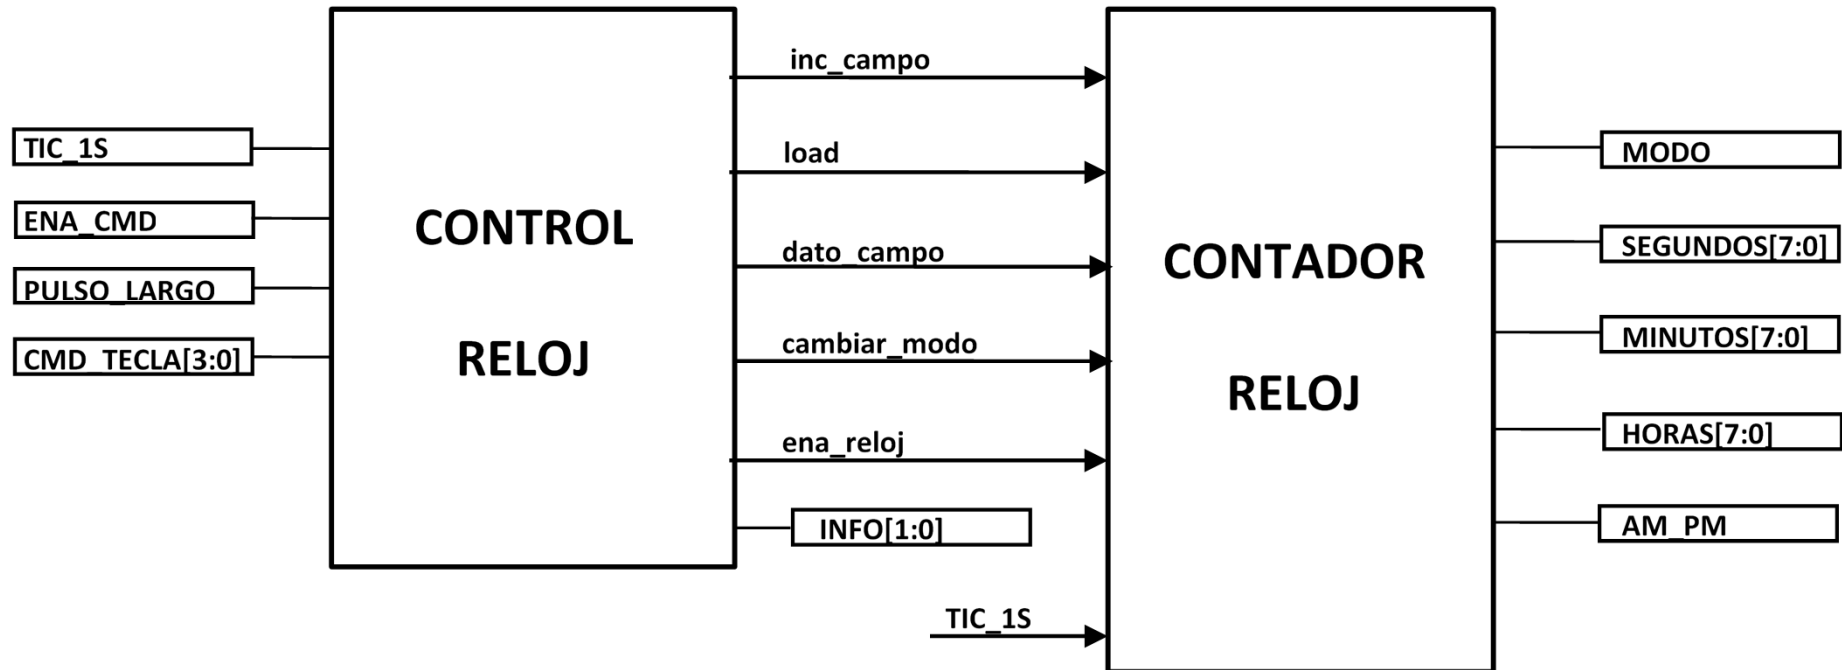 TIC_1S
ENA_CMD
PULSO_LARGO
CMD_TECLA[3:0]
CONTROL
RELOJ
inc_campo
load
dato_campo
cambiar_modo
ena_reloj
INFO[1:0]
TIC_1S
CONTADOR
RELOJ
MODO
SEGUNDOS[7:0]
MINUTOS[7:0]
HORAS[7:0]
AM_PM